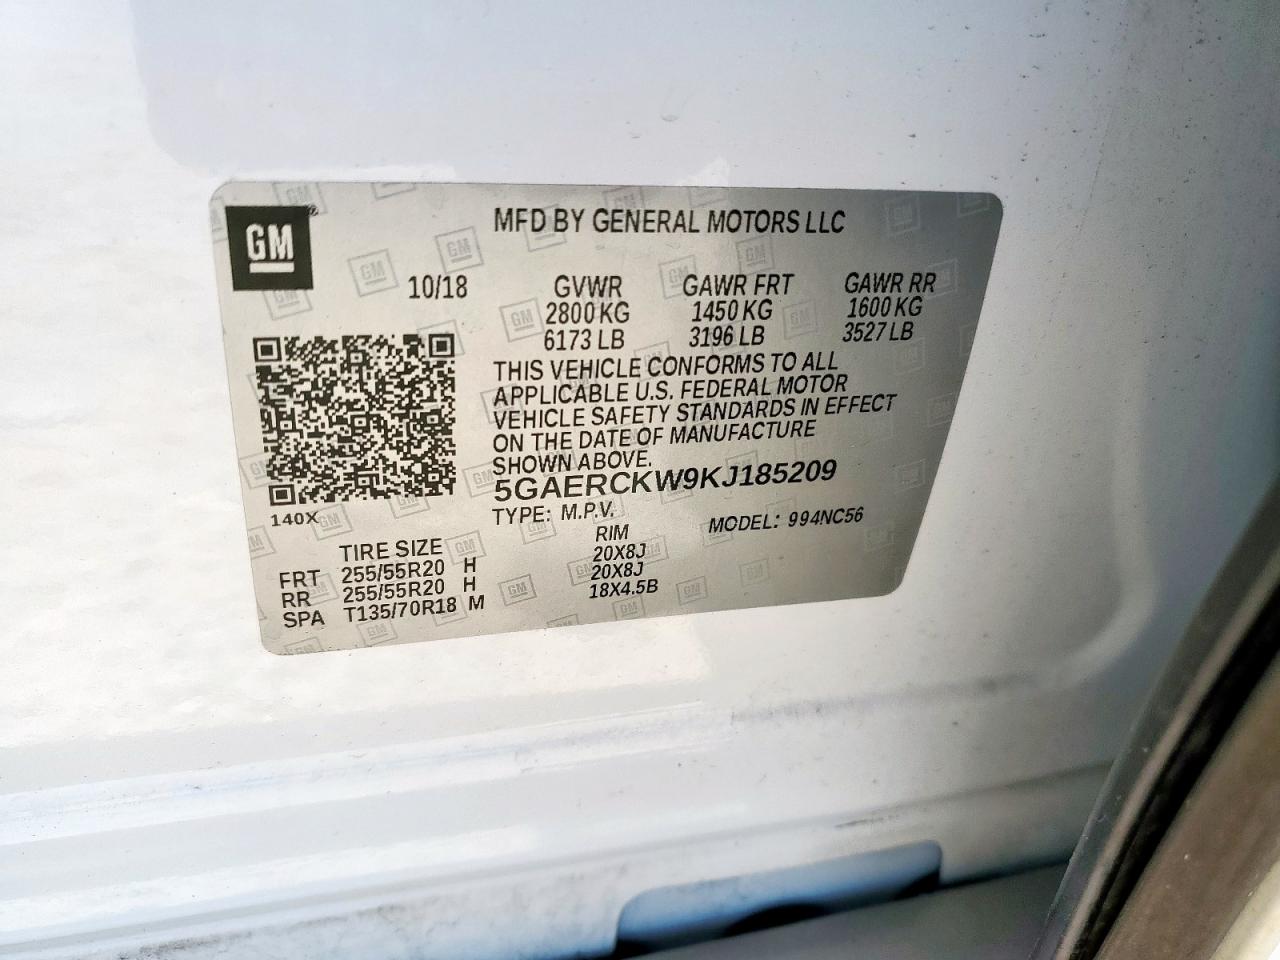 GM
MFD BY GENERAL MOTORS LLC
10/18 GVWR GAWR FRT GAWR RR
2800 KG 1450 KG 1600 KG
6173 LB 3196 LB 3527 LB
THIS VEHICLE CONFORMS TO ALL
APPLICABLE U.S. FEDERAL MOTOR
VEHICLE SAFETY STANDARDS IN EFFECT
ON THE DATE OF MANUFACTURE
SHOWN ABOVE.
5GAERCKW9KJ185209
140X
TYPE: M.P.V. MODEL: 994NC56
TIRE SIZE RIM
FRT 255/55R20 H 20X8J
RR 255/55R20 H 20X8J
SPA T135/70R18 M 18X4.5B